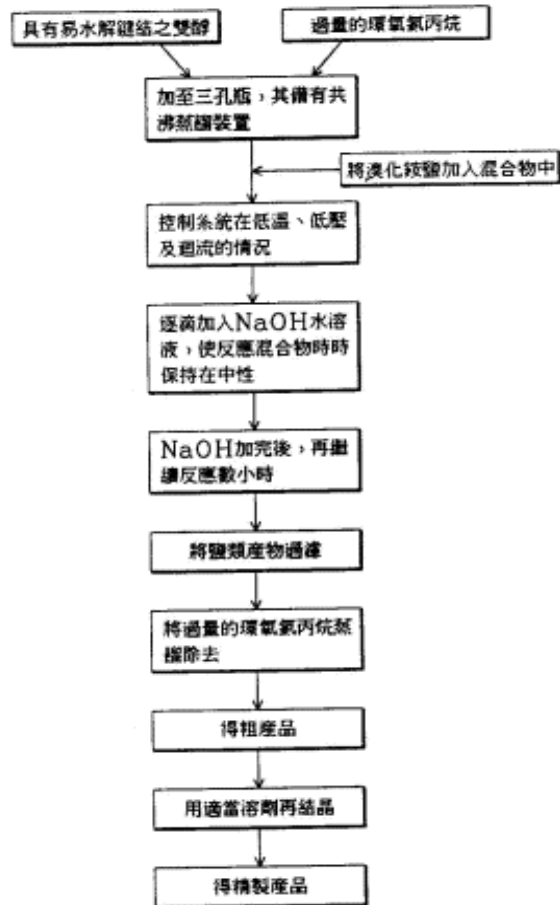 具有易水解鍵結之雙醇
過量的環氧氯丙烷
加至三孔瓶，其備有共
沸蒸餾裝置
將溴化銨鹽加入混合物中
控制系統在低溫、低壓
及迴流的情況
逐滴加入NaOH水溶
液，使反應混合物時時
保持在中性
NaOH加完後，再繼
續反應數小時
將鹽類產物過濾
將過量的環氧氯丙烷蒸
餾除去
得粗產品
用適當溶劑再結晶
得精製產品